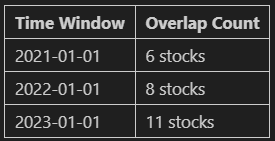 Time Window Overlap Count
2021-01-01 6 stocks
2022-01-01 8 stocks
2023-01-01 11 stocks